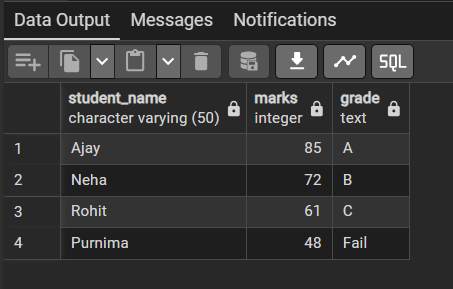 Data Output Messages Notifications
SQL
student_name marks grade
character varying (50) integer text
1 Ajay 85 A
2 Neha 72 B
3 Rohit 61 C
4 Purnima 48 Fail